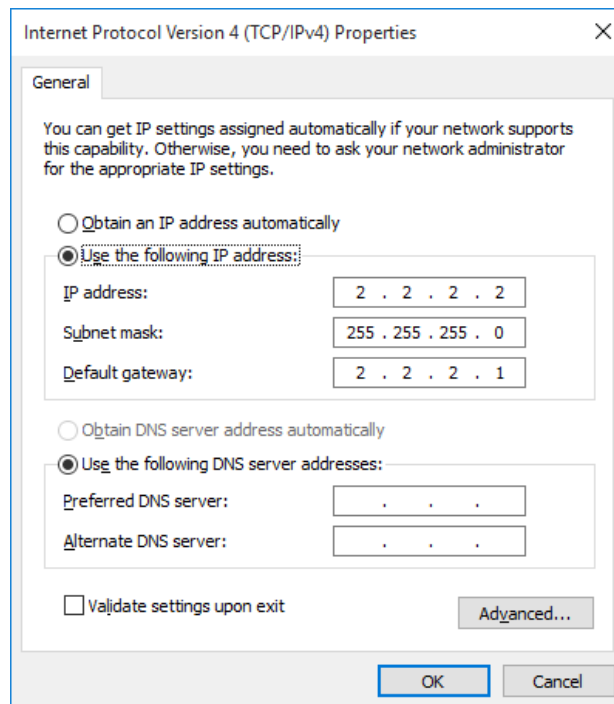 Internet Protocol Version 4 (TCP/IPv4) Properties
General
You can get IP settings assigned automatically if your network supports
this capability. Otherwise, you need to ask your network administrator
for the appropriate IP settings.
Obtain an IP address automatically
Use the following IP address:
IP address: 2 . 2 . 2 . 2
Subnet mask: 255 . 255 . 255 . 0
Default gateway: 2 . 2 . 2 . 1
Obtain DNS server address automatically
Use the following DNS server addresses:
Preferred DNS server: . . .
Alternate DNS server: . . .
Validate settings upon exit
Advanced...
OK Cancel